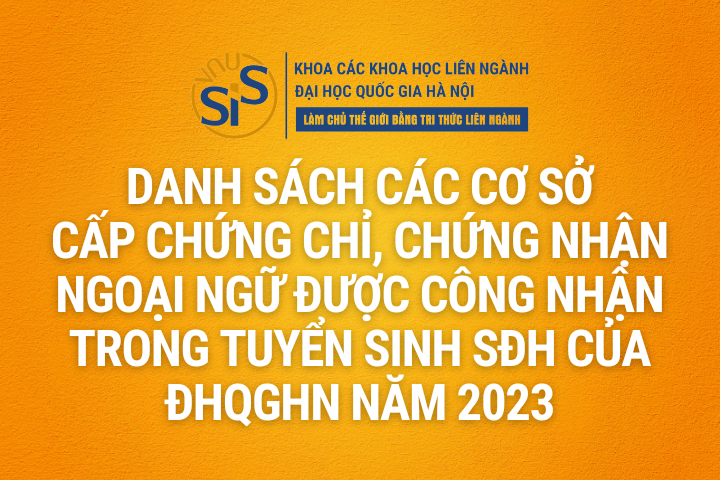 VNU
SIS
KHOA CÁC KHOA HỌC LIÊN NGÀNH
ĐẠI HỌC QUỐC GIA HÀ NỘI
LÀM CHỦ THẾ GIỚI BẰNG TRI THỨC LIÊN NGÀNH
DANH SÁCH CÁC CƠ SỞ
CẤP CHỨNG CHỈ, CHỨNG NHẬN
NGOẠI NGỮ ĐƯỢC CÔNG NHẬN
TRONG TUYỂN SINH SĐH CỦA
ĐHQGHN NĂM 2023